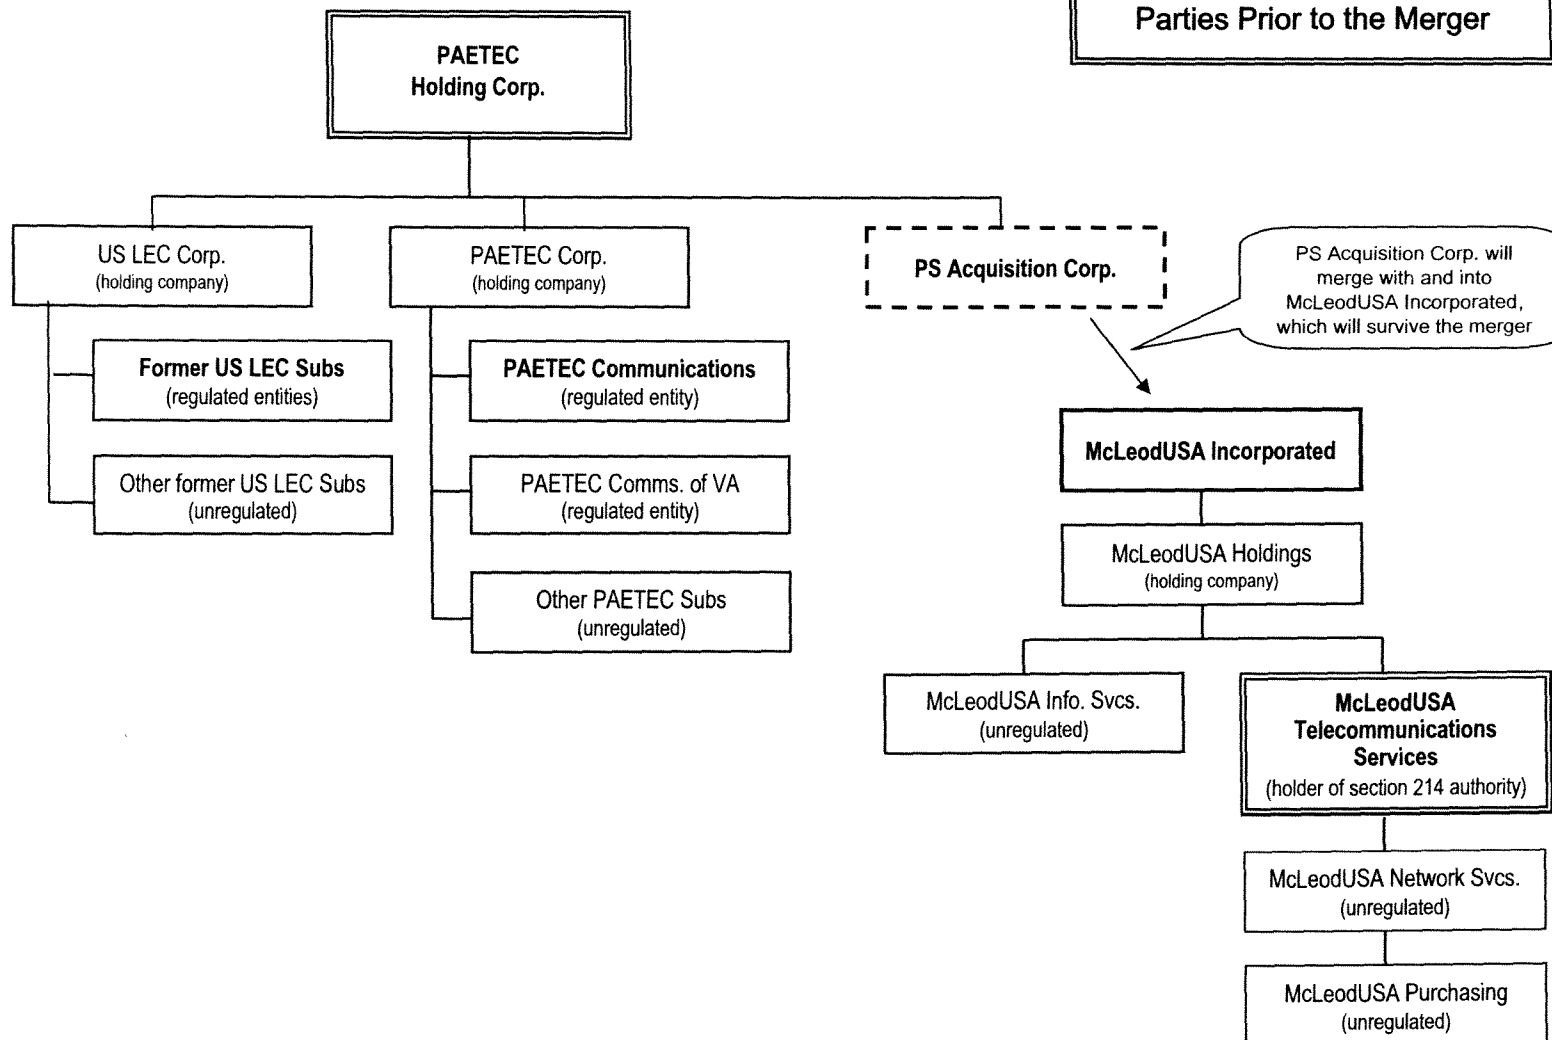 Parties Prior to the Merger
PAETEC
Holding Corp.
US LEC Corp.
(holding company)
PAETEC Corp.
(holding company)
PS Acquisition Corp.
PS Acquisition Corp. will
merge with and into
McLeodUSA Incorporated,
which will survive the merger
Former US LEC Subs
(regulated entities)
Other former US LEC Subs
(unregulated)
PAETEC Communications
(regulated entity)
PAETEC Comms. of VA
(regulated entity)
Other PAETEC Subs
(unregulated)
McLeodUSA Incorporated
McLeodUSA Holdings
(holding company)
McLeodUSA Info. Svcs.
(unregulated)
McLeodUSA
Telecommunications
Services
(holder of section 214 authority)
McLeodUSA Network Svcs.
(unregulated)
McLeodUSA Purchasing
(unregulated)